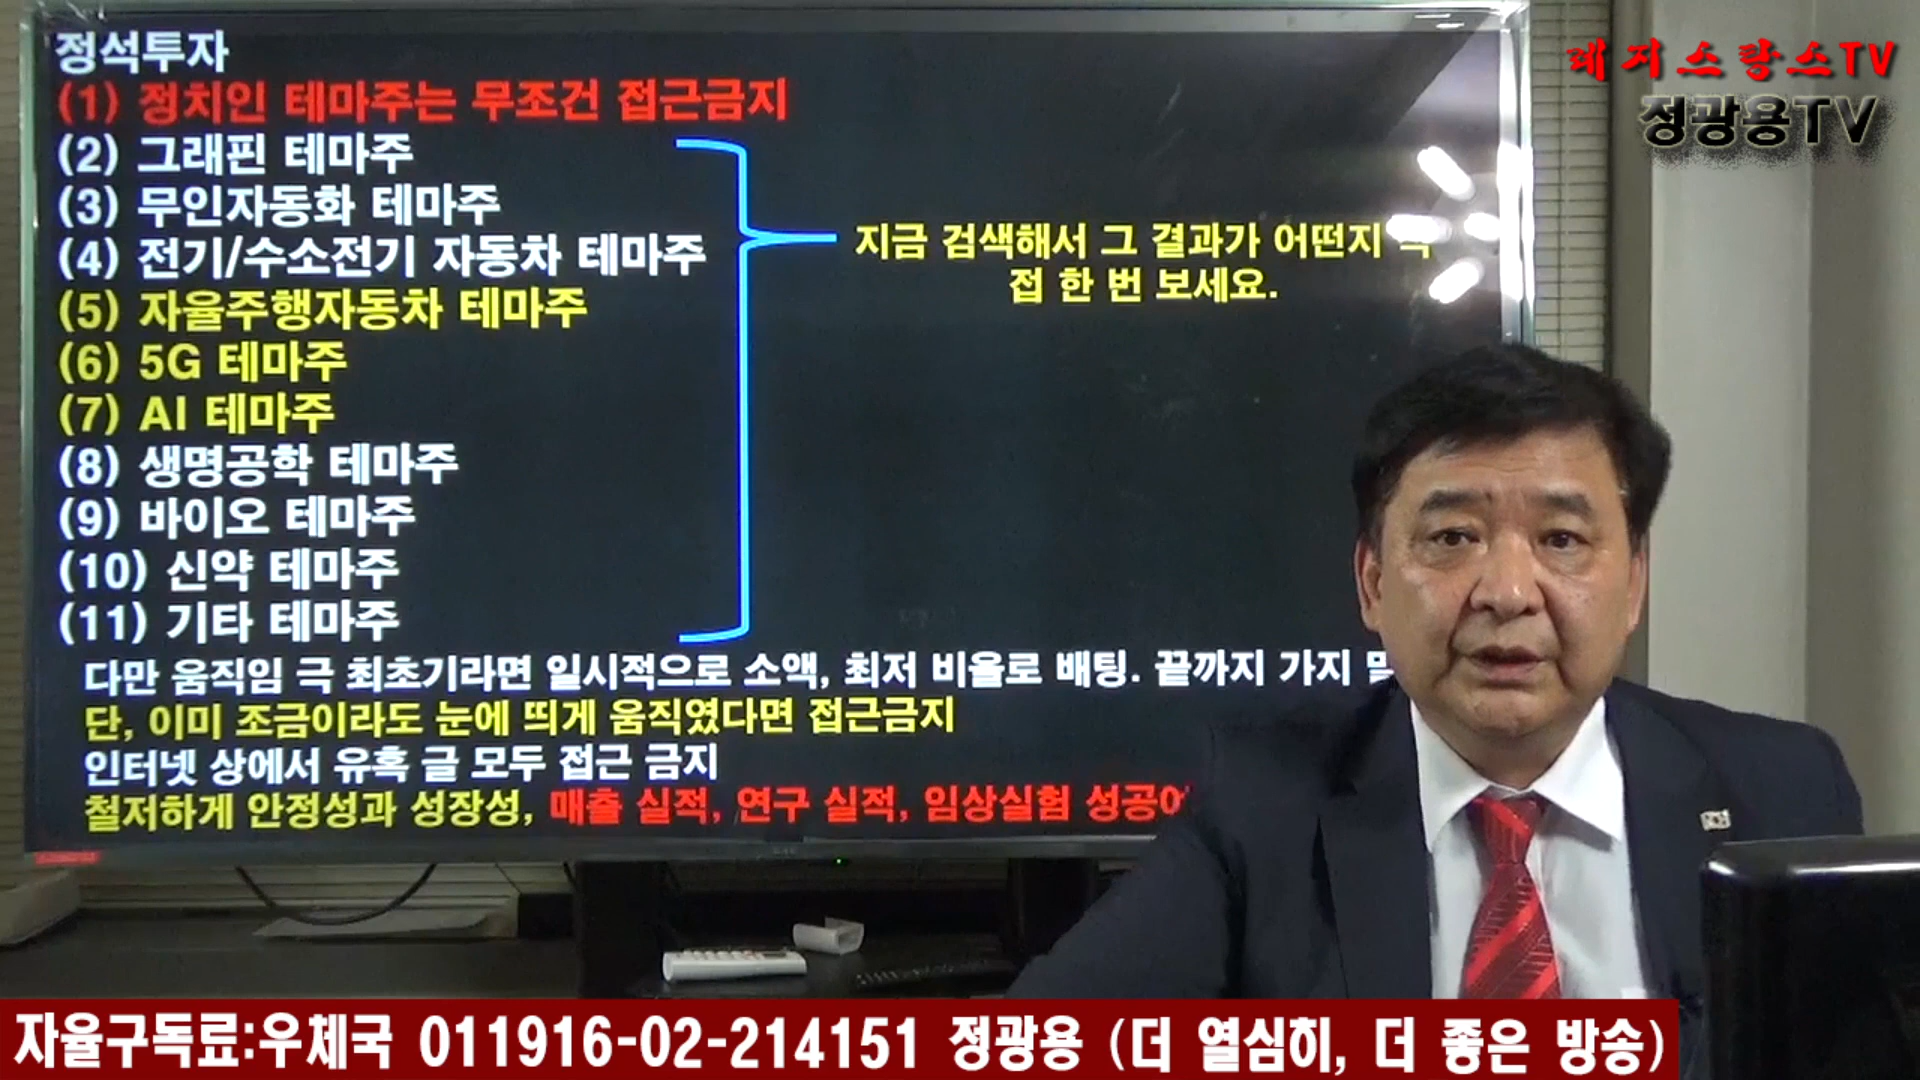 정석투자
(1) 정치인 테마주는 무조건 접근금지
(2) 그래핀 테마주
(3) 무인자동화 테마주
(4) 전기/수소전기 자동차 테마주
(5) 자율주행자동차 테마주
(6) 5G 테마주
(7) AI 테마주
(8) 생명공학 테마주
(9) 바이오 테마주
(10) 신약 테마주
(11) 기타 테마주
지금 검색해서 그 결과가 어떤지
접 한 번 보세요.
다만 움직임 극 최초기라면 일시적으로 소액, 최저 비율로 배팅. 끝까지 가지
단, 이미 조금이라도 눈에 띄게 움직였다면 접근금지
인터넷 상에서 유혹 글 모두 접근 금지
철저하게 안정성과 성장성, 매출 실적, 연구 실적, 임상실험
레지스탕스TV
정광용TV
자율구독료:우체국 011916-02-214151 정광용 (더 열심히, 더 좋은 방송)